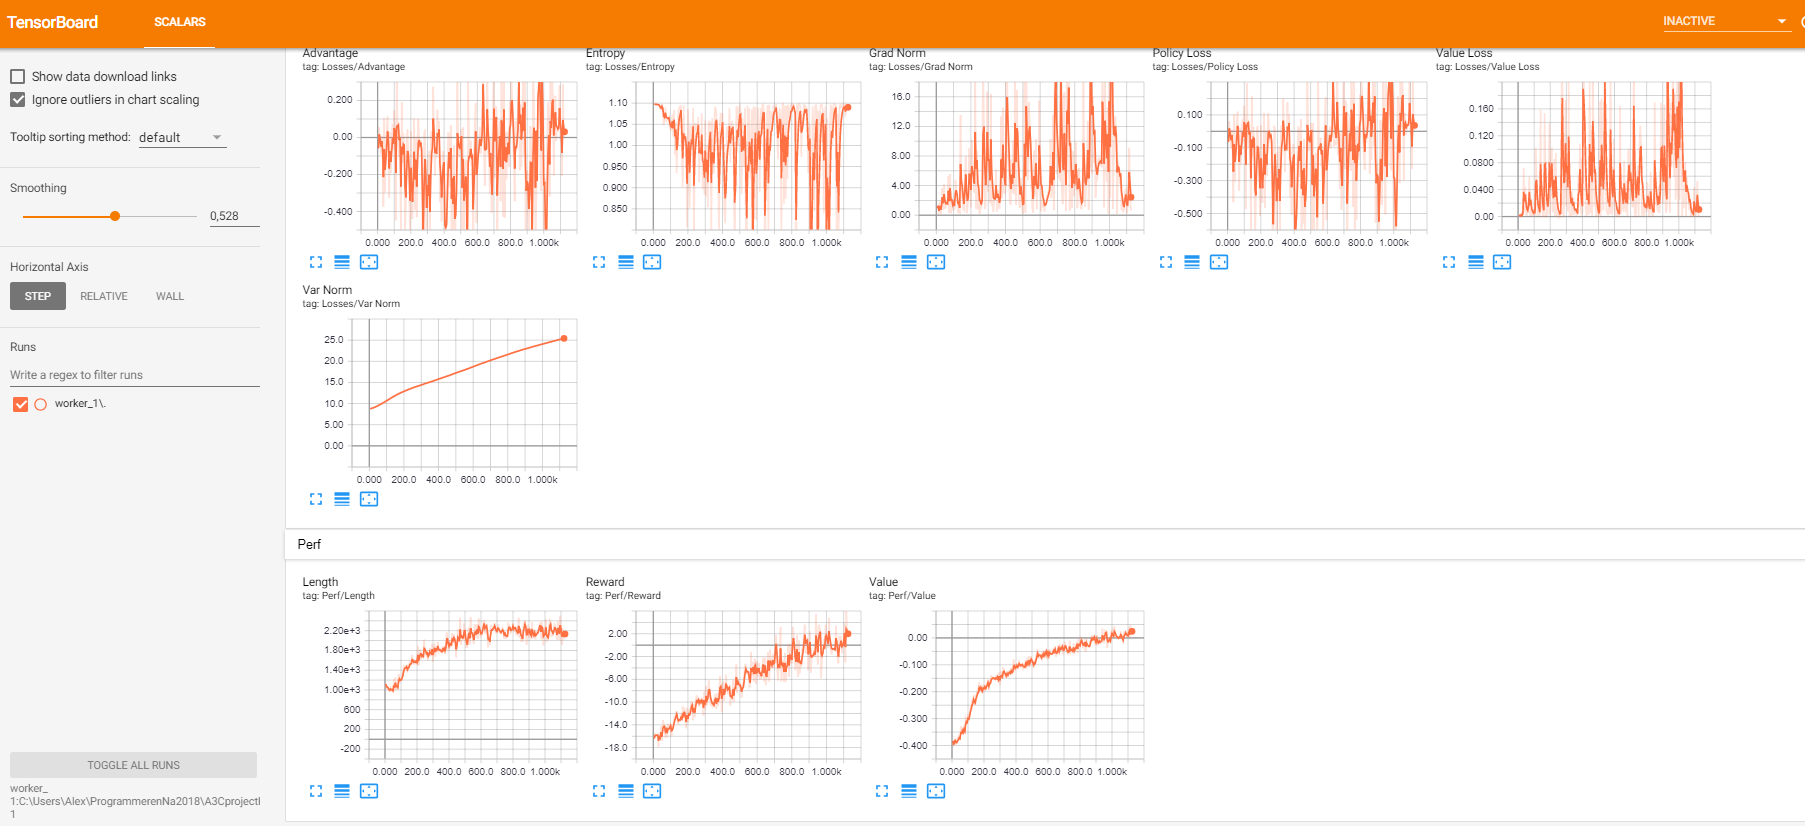 TensorBoard SCALARS INACTIVE
Show data download links
Ignore outliers in chart scaling
Tooltip sorting method: default
Smoothing
0,528
Horizontal Axis
STEP RELATIVE WALL
Runs
Write a regex to filter runs
worker_1\.
TOGGLE ALL RUNS
worker_
1:C:\Users\Alex\ProgrammerenNa2018\A3Cproject\
1
Advantage
tag: Losses/Advantage
0.200
0.00
-0.200
-0.400
0.000 200.0 400.0 600.0 800.0 1.000k
Entropy
tag: Losses/Entropy
1.10
1.05
1.00
0.950
0.900
0.850
0.000 200.0 400.0 600.0 800.0 1.000k
Grad Norm
tag: Losses/Grad Norm
16.0
12.0
8.00
4.00
0.00
0.000 200.0 400.0 600.0 800.0 1.000k
Policy Loss
tag: Losses/Policy Loss
0.100
-0.100
-0.300
-0.500
0.000 200.0 400.0 600.0 800.0 1.000k
Value Loss
tag: Losses/Value Loss
0.160
0.120
0.0800
0.0400
0.00
0.000 200.0 400.0 600.0 800.0 1.000k
Var Norm
tag: Losses/Var Norm
25.0
20.0
15.0
10.0
5.00
0.00
0.000 200.0 400.0 600.0 800.0 1.000k
Perf
Length
tag: Perf/Length
2.20e+3
1.80e+3
1.40e+3
1.00e+3
600
200
-200
0.000 200.0 400.0 600.0 800.0 1.000k
Reward
tag: Perf/Reward
2.00
-2.00
-6.00
-10.0
-14.0
-18.0
0.000 200.0 400.0 600.0 800.0 1.000k
Value
tag: Perf/Value
0.00
-0.100
-0.200
-0.300
-0.400
0.000 200.0 400.0 600.0 800.0 1.000k